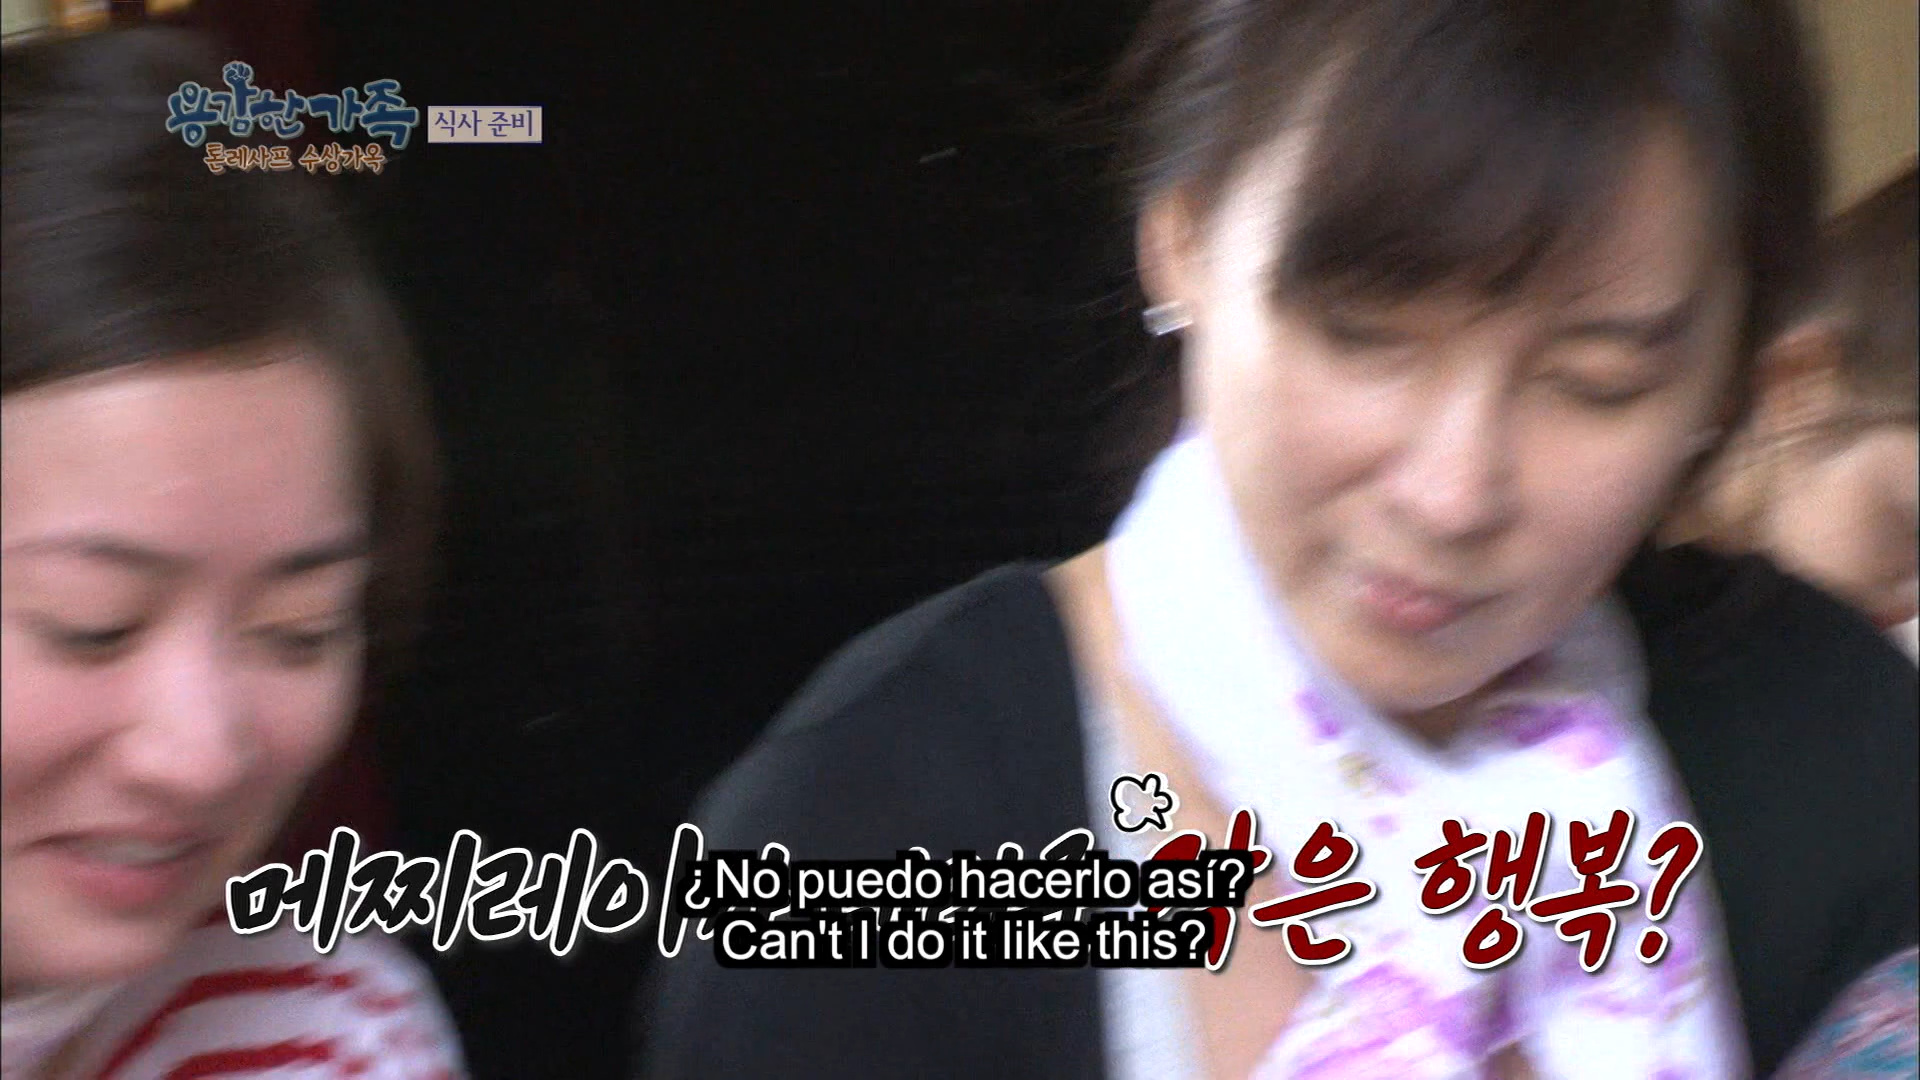 용감한 가족
톤레사프 수상가옥
식사 준비
메찌레이 은 행복?
¿No puedo hacerlo así?
Can't I do it like this?